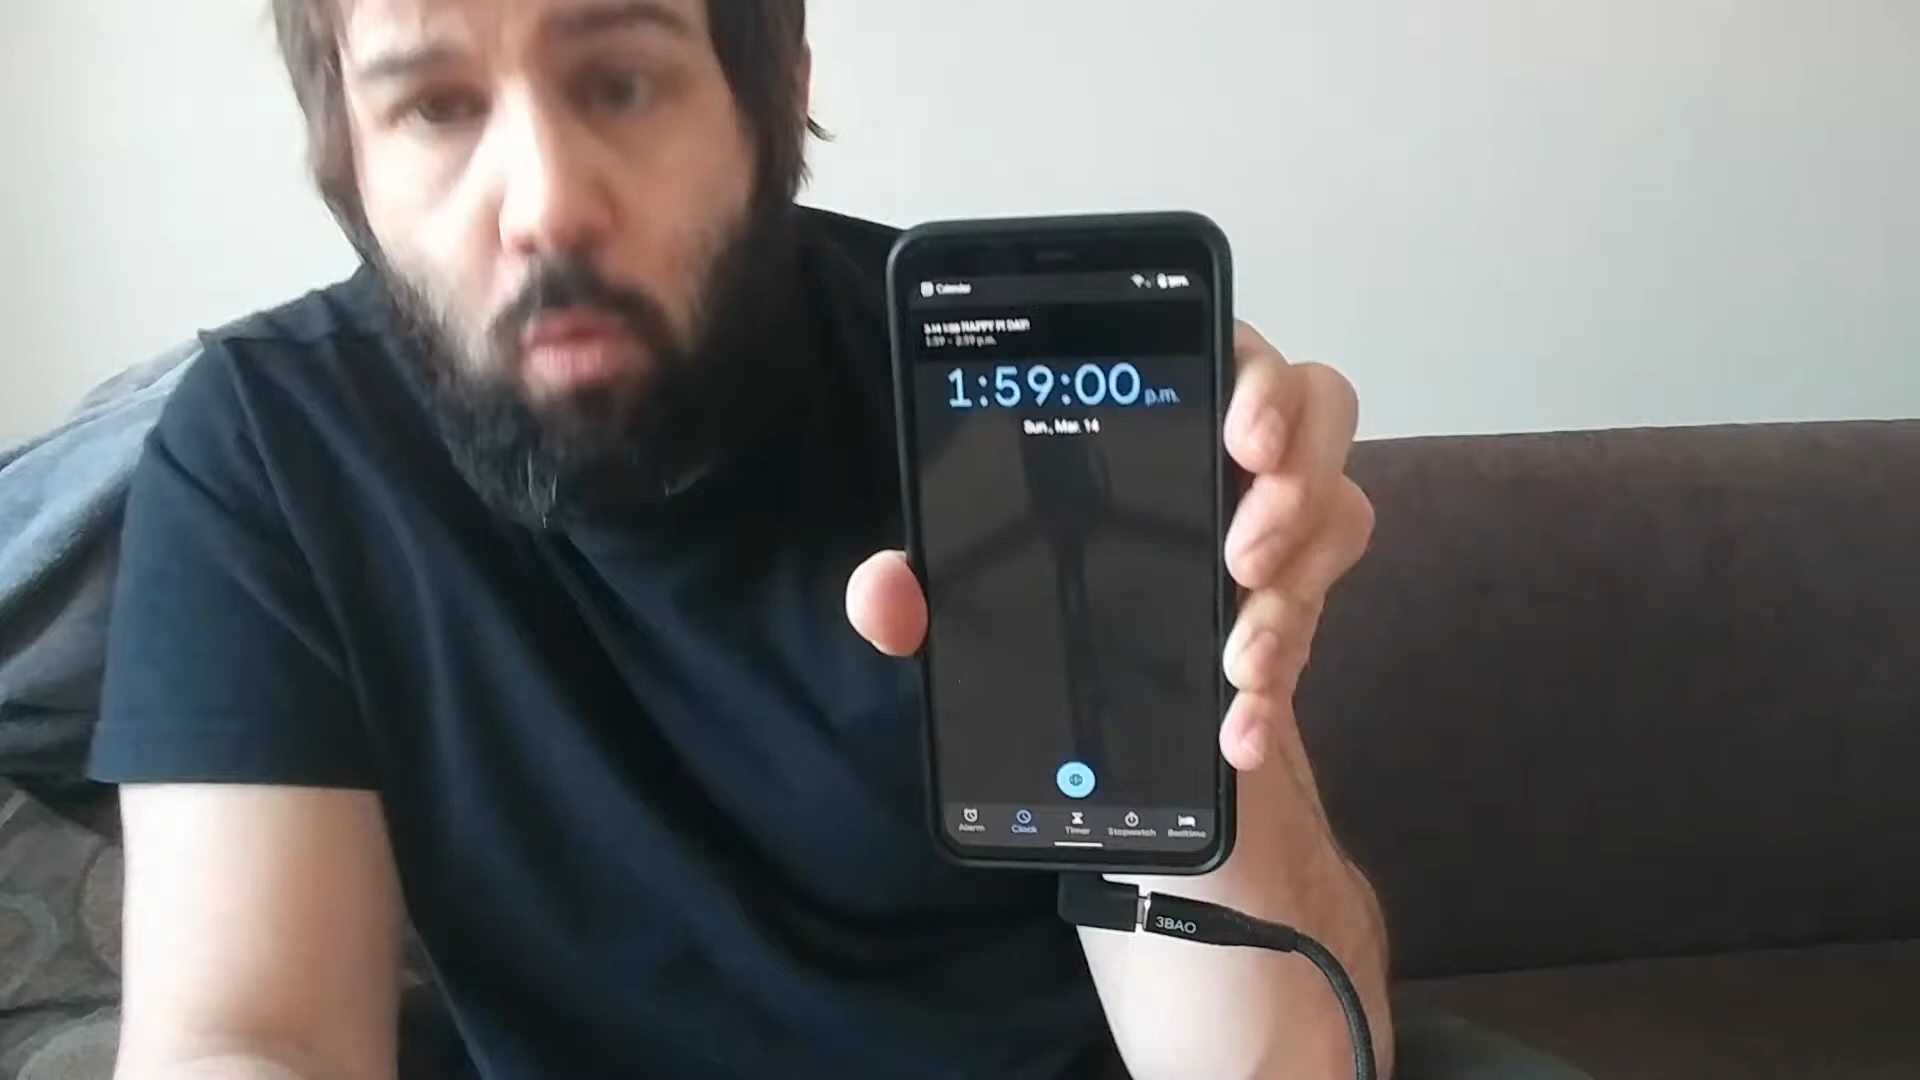 Calendar
3.14 1:59 HAPPY PI DAY!
1:59 – 2:59 p.m.
1:59:00 p.m.
Sun., Mar. 14
Alarm Clock Timer Stopwatch Bedtime
3BAO